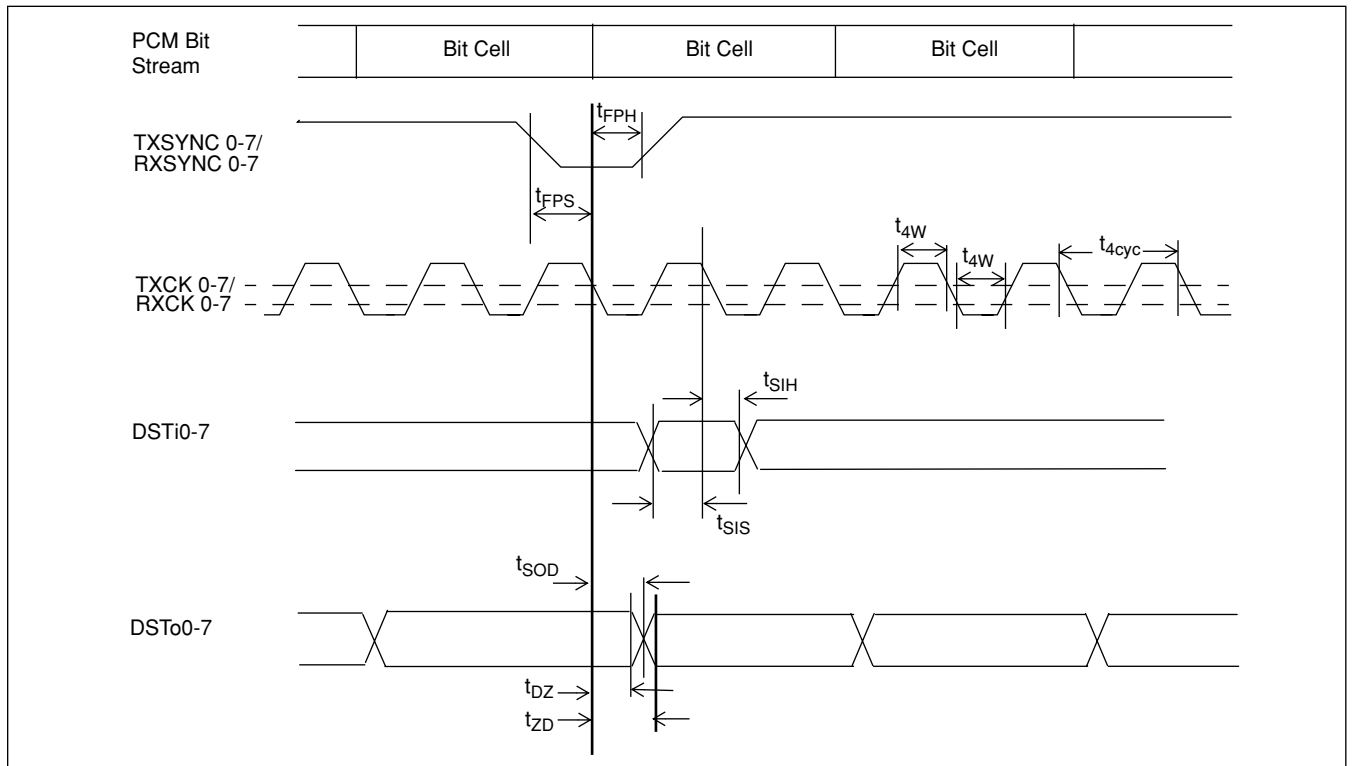 PCM Bit
Stream
Bit Cell
Bit Cell
Bit Cell
TXSYNC 0-7/
RXSYNC 0-7
tFPH
tFPS
TXCK 0-7/
RXCK 0-7
t4W
t4W
t4cyc
DSTi0-7
tSIH
tSIS
DSTo0-7
tSOD
tDZ
tZD